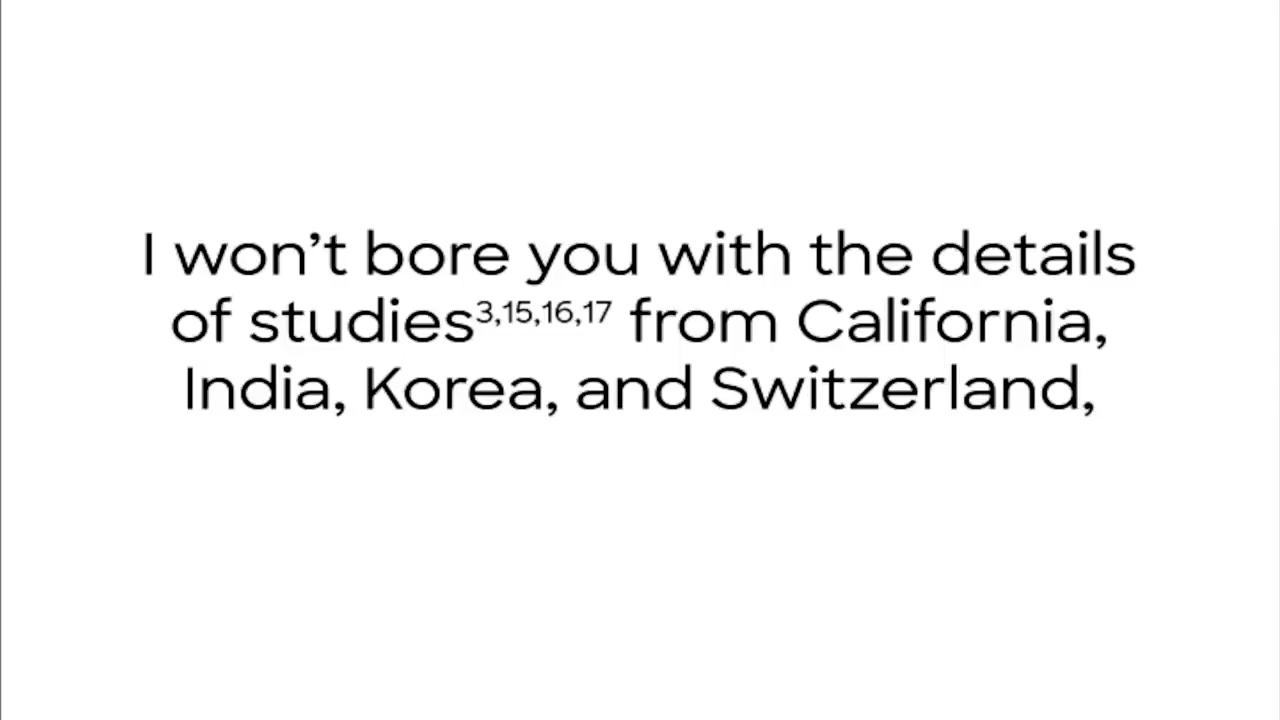 I won’t bore you with the details
of studies3,15,16,17 from California,
India, Korea, and Switzerland,